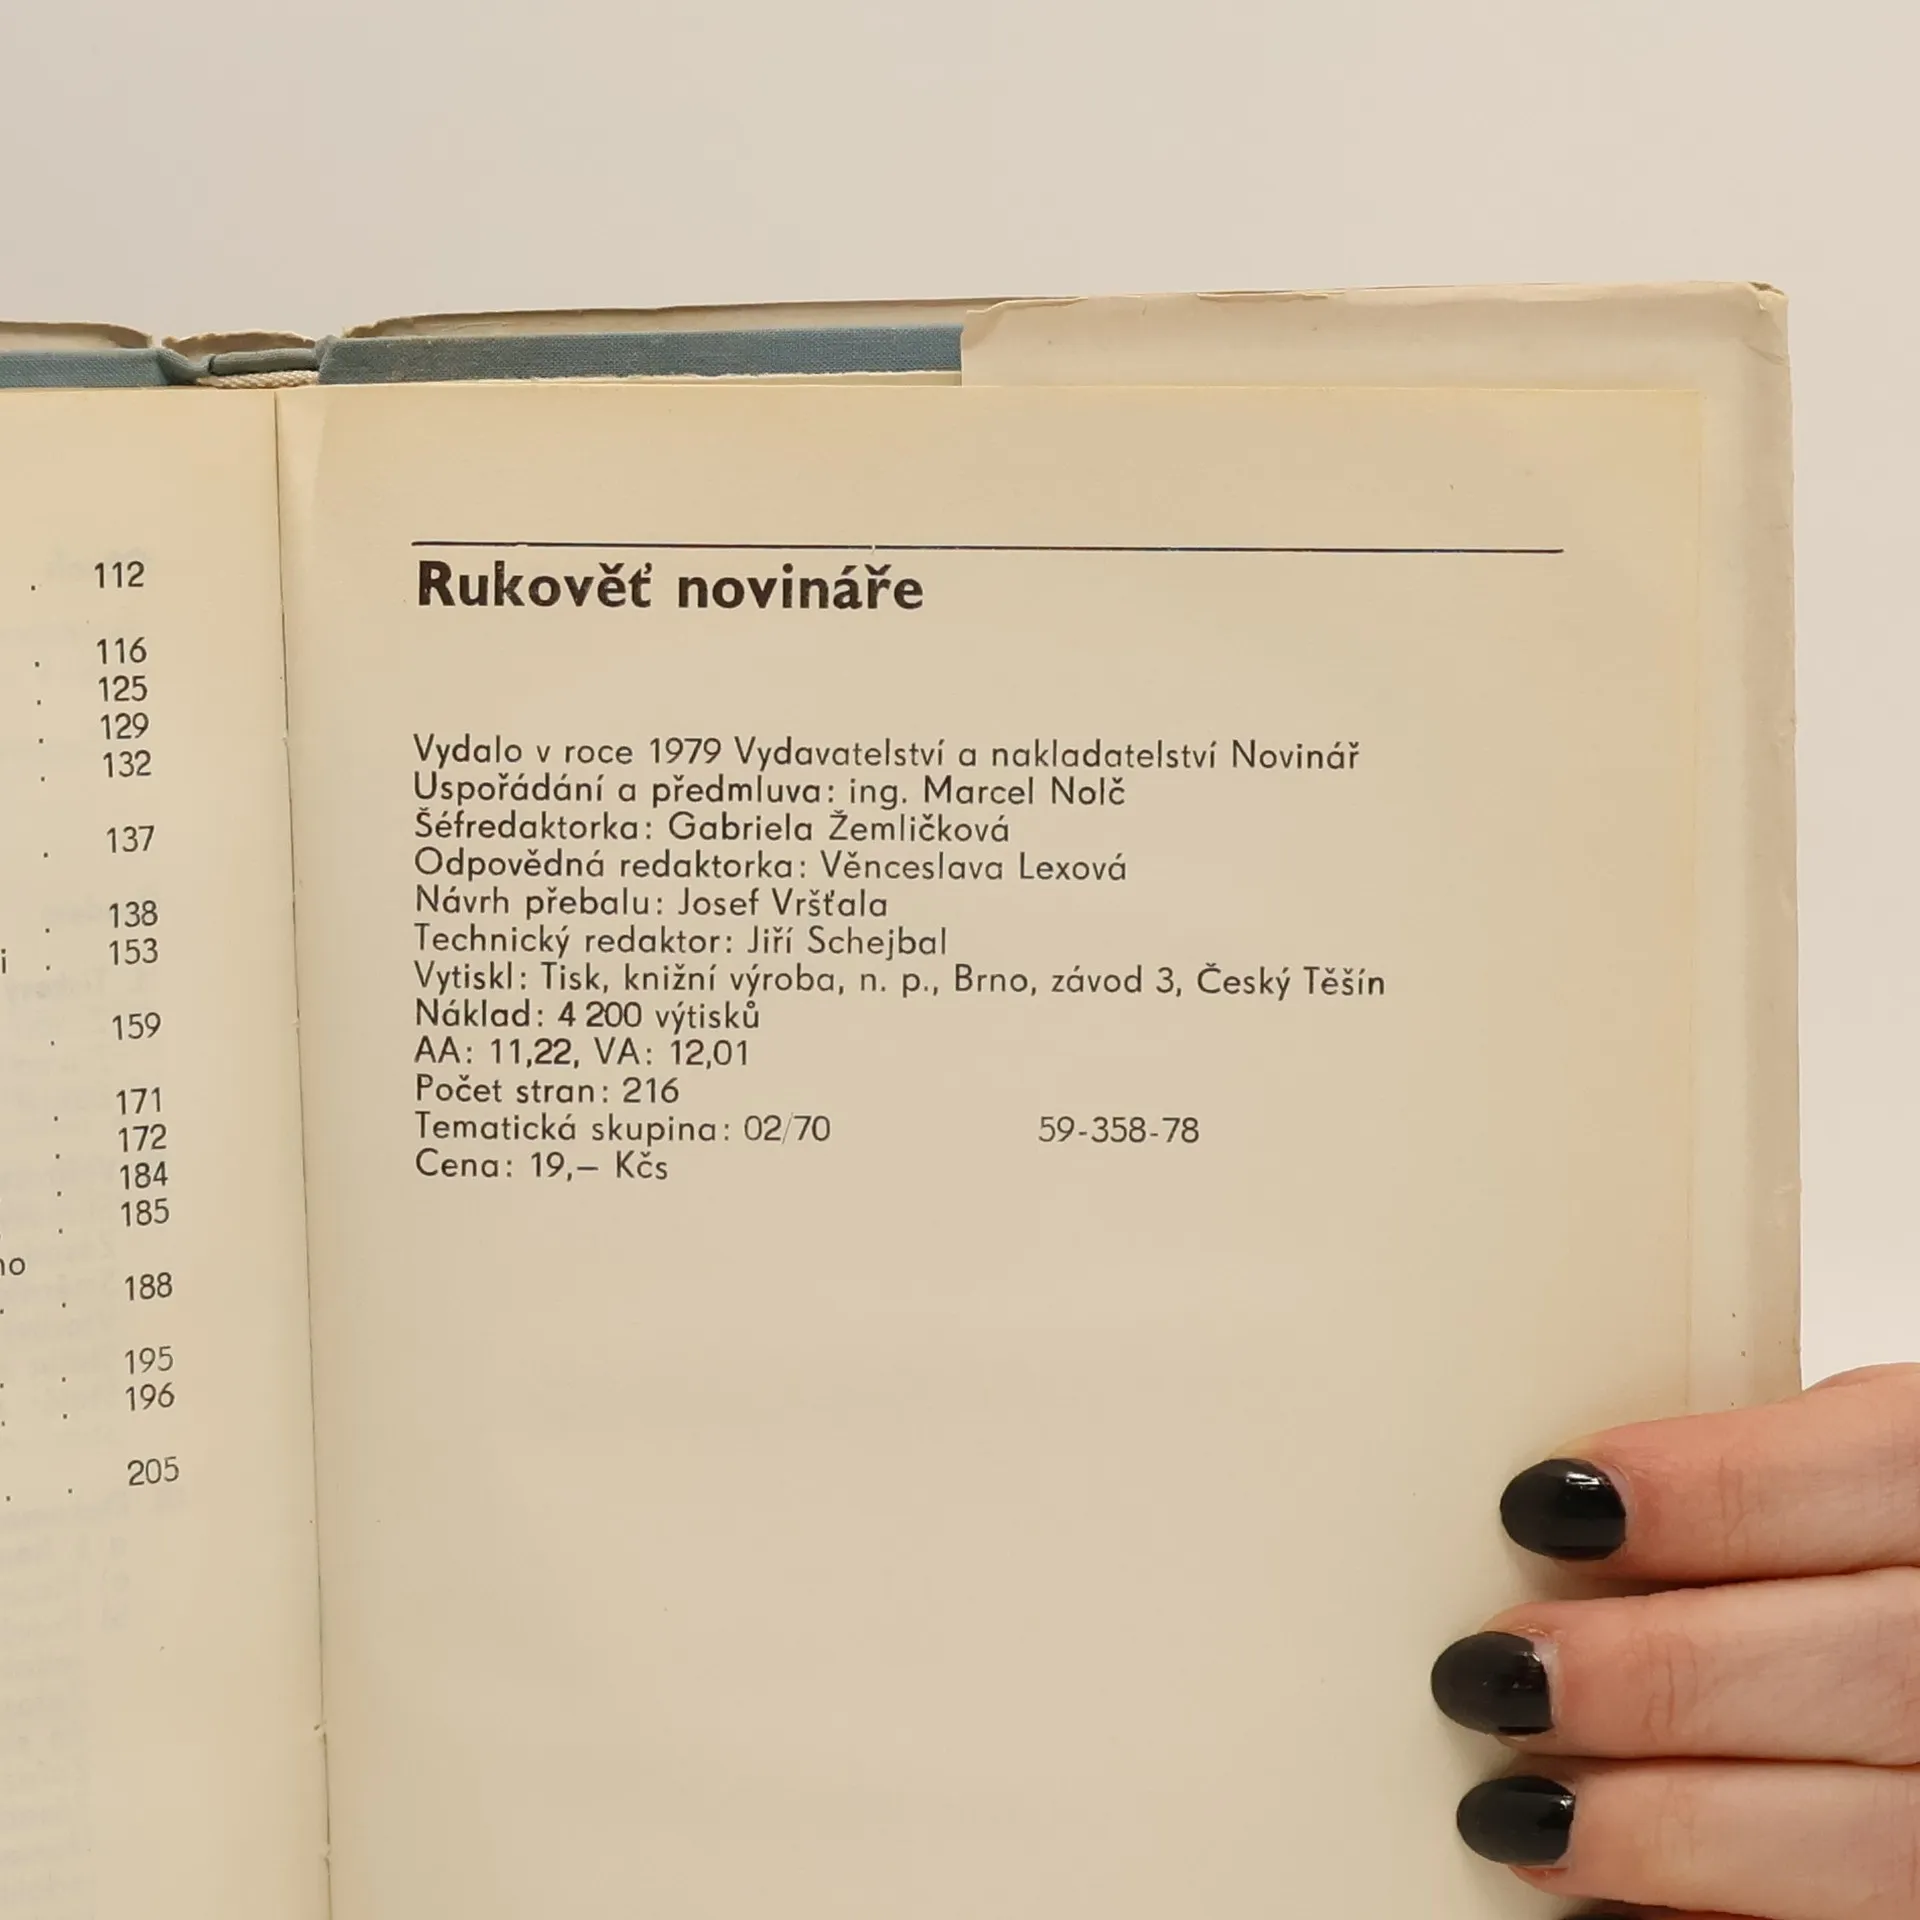 112
116
125
129
132
137
138
i . 153
159
171
172
184
185
ho
188
195
196
205
Rukověť novináře
Vydalo v roce 1979 Vydavatelství a nakladatelství Novinář
Uspořádání a předmluva: ing. Marcel Nolč
Šéfredaktorka: Gabriela Žemličková
Odpovědná redaktorka: Věnceslava Lexová
Návrh přebalu: Josef Vršťala
Technický redaktor: Jiří Schejbal
Vytiskl: Tisk, knižní výroba, n. p., Brno, závod 3, Český Těšín
Náklad: 4 200 výtisků
AA: 11,22, VA: 12,01
Počet stran: 216
Tematická skupina: 02/70 59-358-78
Cena: 19,– Kčs